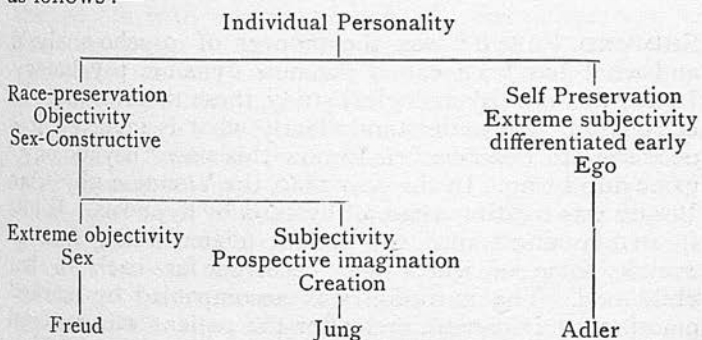 as follows :
Individual Personality
Race-preservation
Objectivity
Sex-Constructive
Self Preservation
Extreme subjectivity
differentiated early
Ego
Extreme objectivity
Sex
Subjectivity
Prospective imagination
Creation
Freud
Jung
Adler